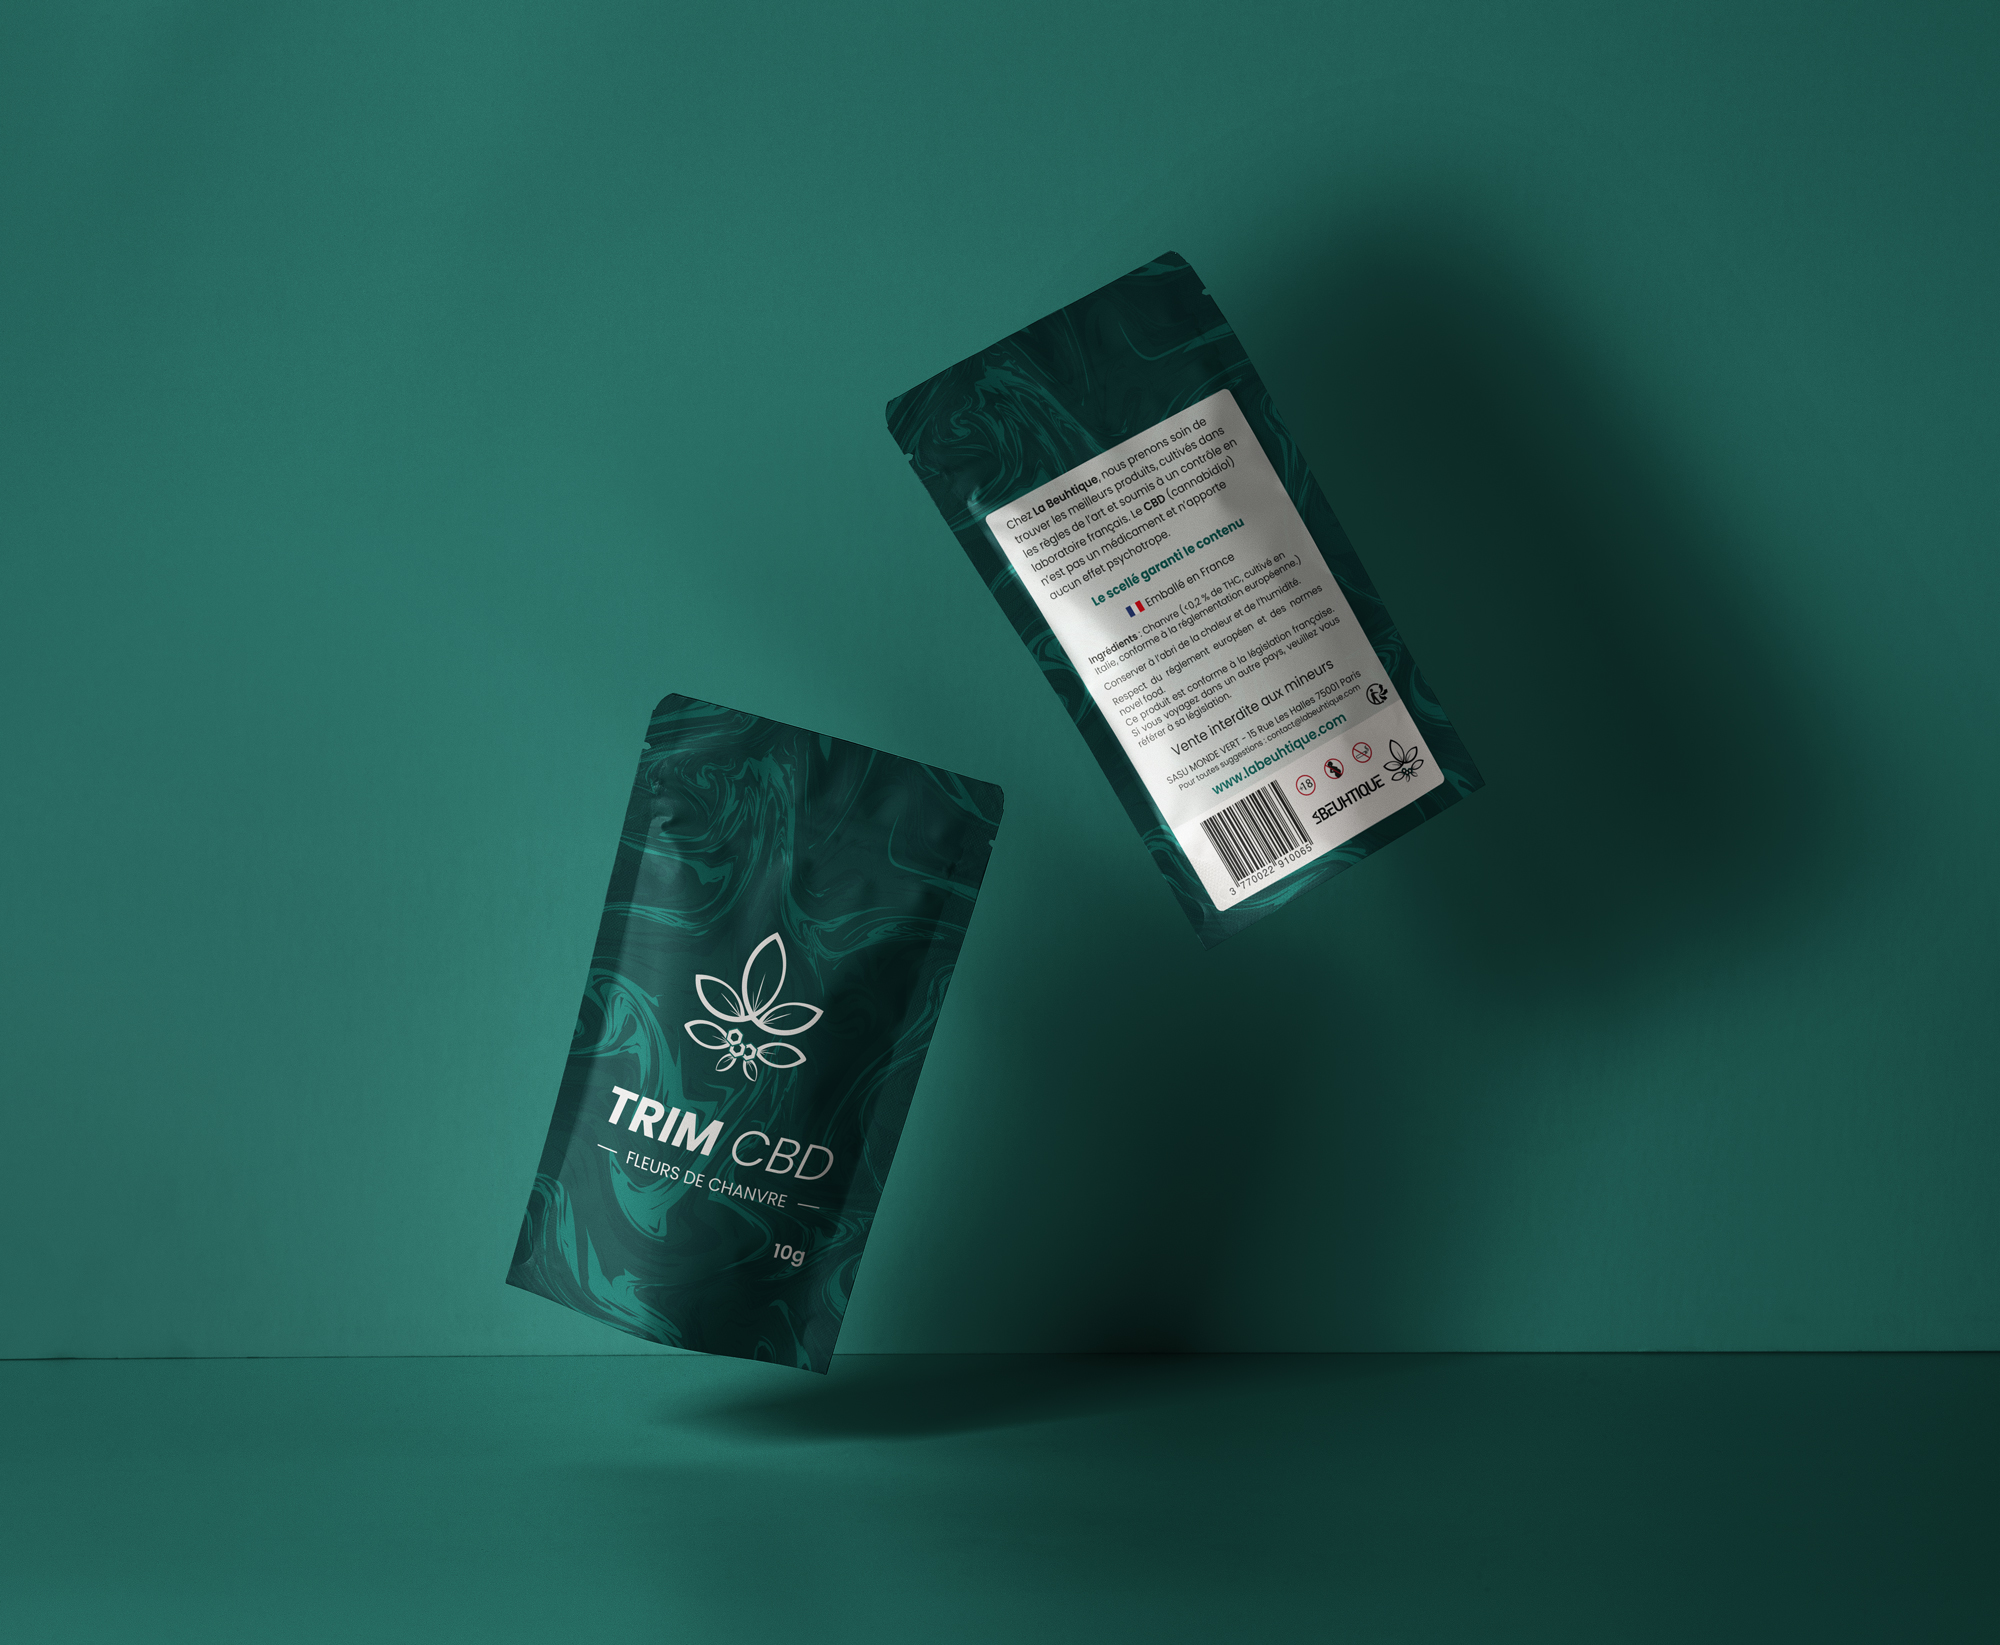 TRIM CBD
FLEURS DE CHANVRE
10g
Chez La Beuhtique, nous prenons soin de
trouver les meilleurs produits, cultivés dans
les règles de l'art et soumis à un contrôle en
laboratoire français. Le CBD (cannabidiol)
n'est pas un médicament et n'apporte
aucun effet psychotrope.
Le scellé garanti le contenu
Emballé en France
Ingrédients : Chanvre (<0,2 % de THC, cultivé en
Italie, conforme à la réglementation européenne.)
Conserver à l'abri de la chaleur et de l'humidité.
Respect du réglement européen et des normes
novel food.
Ce produit est conforme à la législation française.
Si vous voyagez dans un autre pays, veuillez vous
référer à sa législation.
Vente interdite aux mineurs
SASU MONDE VERT - 15 Rue Les Halles 75001 Paris
Pour toutes suggestions : contact@labeuhtique.com
www.labeuhtique.com
-18
LABEUHTIQUE
3 770022 910065